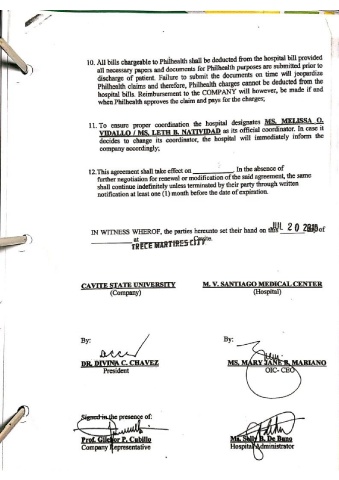 10. All bills chargeable to Philhealth shall be deducted from the hospital bill provided
all necessary papers and documents for Philhealth purposes are submitted prior to
discharge of patient. Failure to submit the documents on time will jeopardize
Philhealth claims and therefore, Philhealth charges cannot be deducted from the
hospital bills. Reimbursement to the COMPANY will however, be made if and
when Philhealth approves the claim and pays for the charges;
11. To ensure proper coordination the hospital designates MS. MELISSA O.
VIDALLO / MS. LETH B. NATIVIDAD as its official coordinator. In case it
decides to change its coordinator, the hospital will immediately inform the
company accordingly;
12. This agreement shall take effect on ____________. In the absence of
further negotiation for renewal or modification of the said agreement, the same
shall continue indefinitely unless terminated by their party through written
notification at least one (1) month before the date of expiration.
IN WITNESS WHEROF, the parties hereunto set their hand on this JUL 20 day of
________ at TRECE MARTIRES CITY Cavite.
CAVITE STATE UNIVERSITY M. V. SANTIAGO MEDICAL CENTER
(Company) (Hospital)
By: By:
DR. DIVINA C. CHAVEZ MS. MARY JANE R. MARIANO
President OIC- CEO
Signed in the presence of:
Prof. Gilchor P. Cubillo Ms. Sally B. De Buno
Company Representative Hospital Administrator